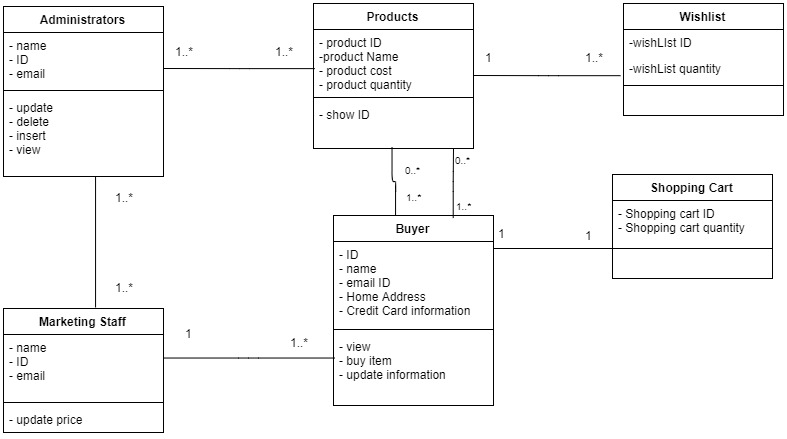 Administrators
- name
- ID
- email
- update
- delete
- insert
- view
1..*
1..*
Products
- product ID
-product Name
- product cost
- product quantity
- show ID
1
1..*
Wishlist
-wishLIst ID
-wishList quantity
0..*
0..*
1..*
1..*
1..*
1..*
Buyer
- ID
- name
- email ID
- Home Address
- Credit Card information
- view
- buy item
- update information
1
1
Shopping Cart
- Shopping cart ID
- Shopping cart quantity
Marketing Staff
- name
- ID
- email
- update price
1
1..*